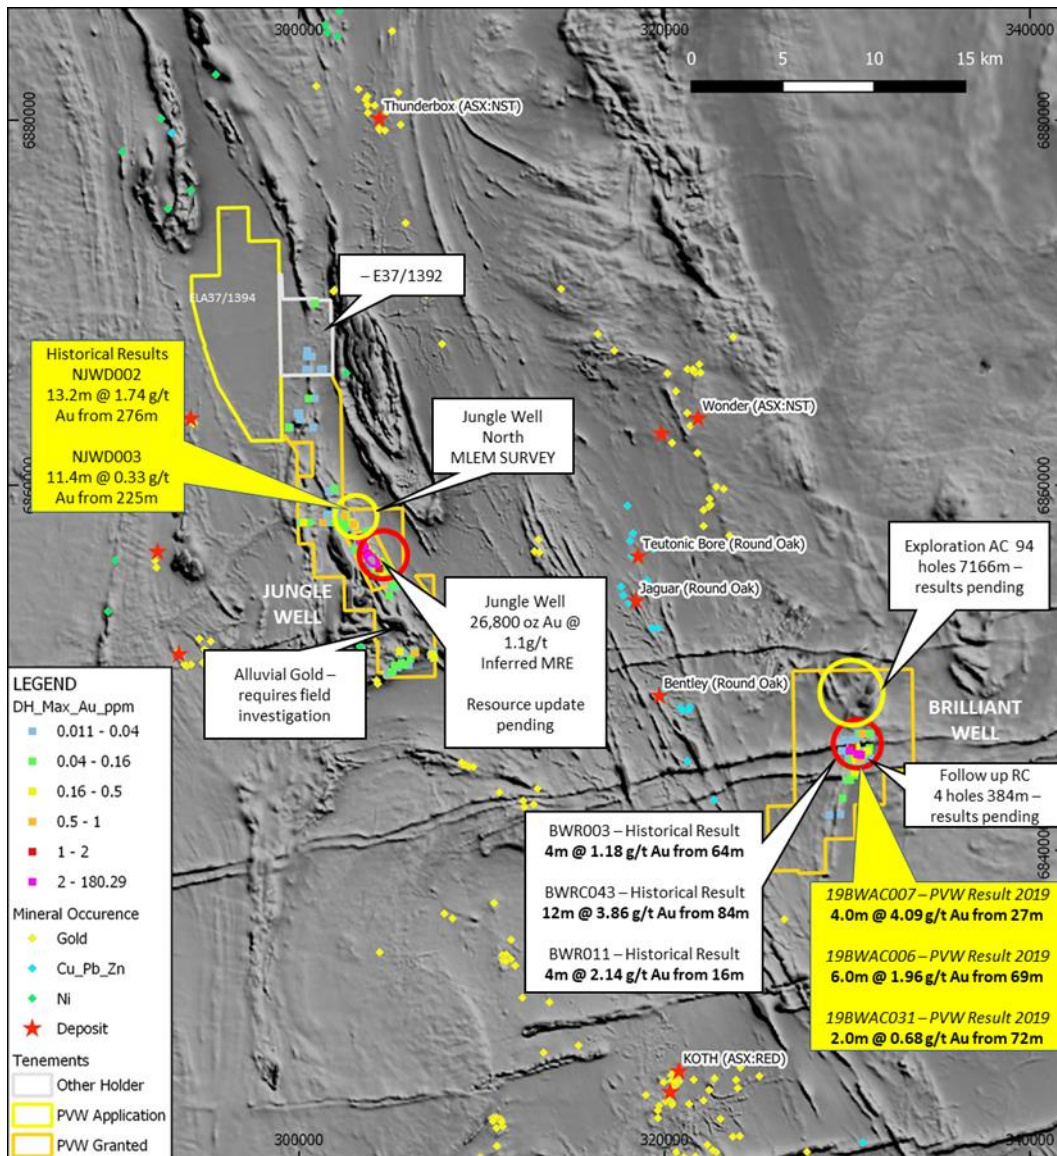 300000
320000
340000
0
5
10
15 km
6880000
6880000
Thunderbox (ASX:NST)
– E37/1392
ELA37/1394
Historical Results
NJWD002
13.2m @ 1.74 g/t
Au from 276m
NJWD003
11.4m @ 0.33 g/t
Au from 225m
Jungle Well
North
MLEM SURVEY
Wonder (ASX:NST)
6860000
6860000
Teutonic Bore (Round Oak)
Jaguar (Round Oak)
Exploration AC 94
holes 7166m –
results pending
JUNGLE
WELL
Jungle Well
26,800 oz Au @
1.1g/t
Inferred MRE
Resource update
pending
Alluvial Gold –
requires field
investigation
Bentley (Round Oak)
BRILLIANT
WELL
Follow up RC
4 holes 384m –
results pending
6840000
BWR003 – Historical Result
4m @ 1.18 g/t Au from 64m
BWRC043 – Historical Result
12m @ 3.86 g/t Au from 84m
BWR011 – Historical Result
4m @ 2.14 g/t Au from 16m
19BWAC007 – PVW Result 2019
4.0m @ 4.09 g/t Au from 27m
19BWAC006 – PVW Result 2019
6.0m @ 1.96 g/t Au from 69m
19BWAC031 – PVW Result 2019
2.0m @ 0.68 g/t Au from 72m
KOTH (ASX:RED)
LEGEND
DH_Max_Au_ppm
0.011 - 0.04
0.04 - 0.16
0.16 - 0.5
0.5 - 1
1 - 2
2 - 180.29
Mineral Occurence
Gold
Cu_Pb_Zn
Ni
Deposit
Tenements
Other Holder
PVW Application
PVW Granted
300000
320000